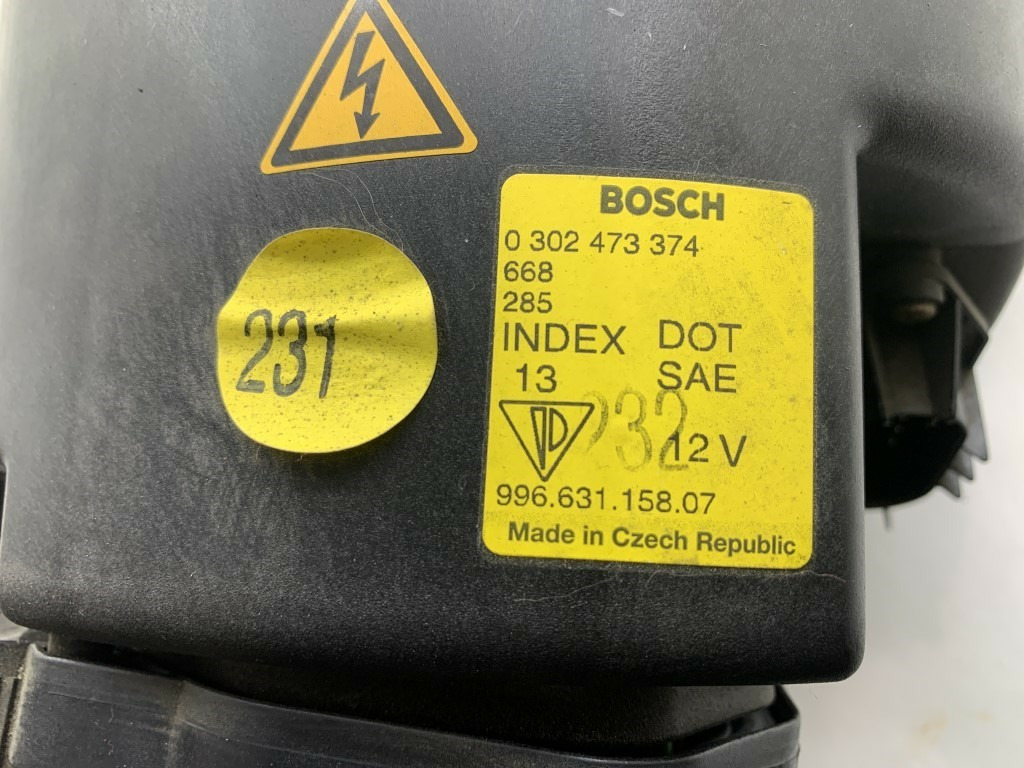 BOSCH
0 302 473 374
668
285
INDEX DOT
13 SAE
231
232
12 V
996.631.158.07
Made in Czech Republic